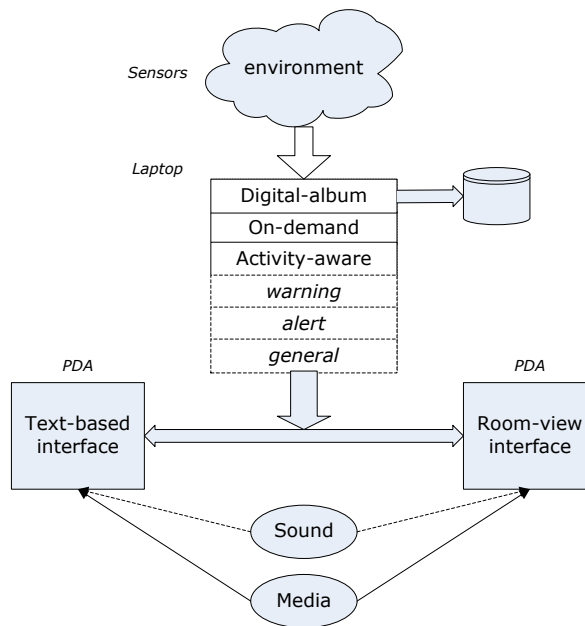 Sensors
environment
Laptop
Digital-album
On-demand
Activity-aware
warning
alert
general
PDA
PDA
Text-based
interface
Room-view
interface
Sound
Media